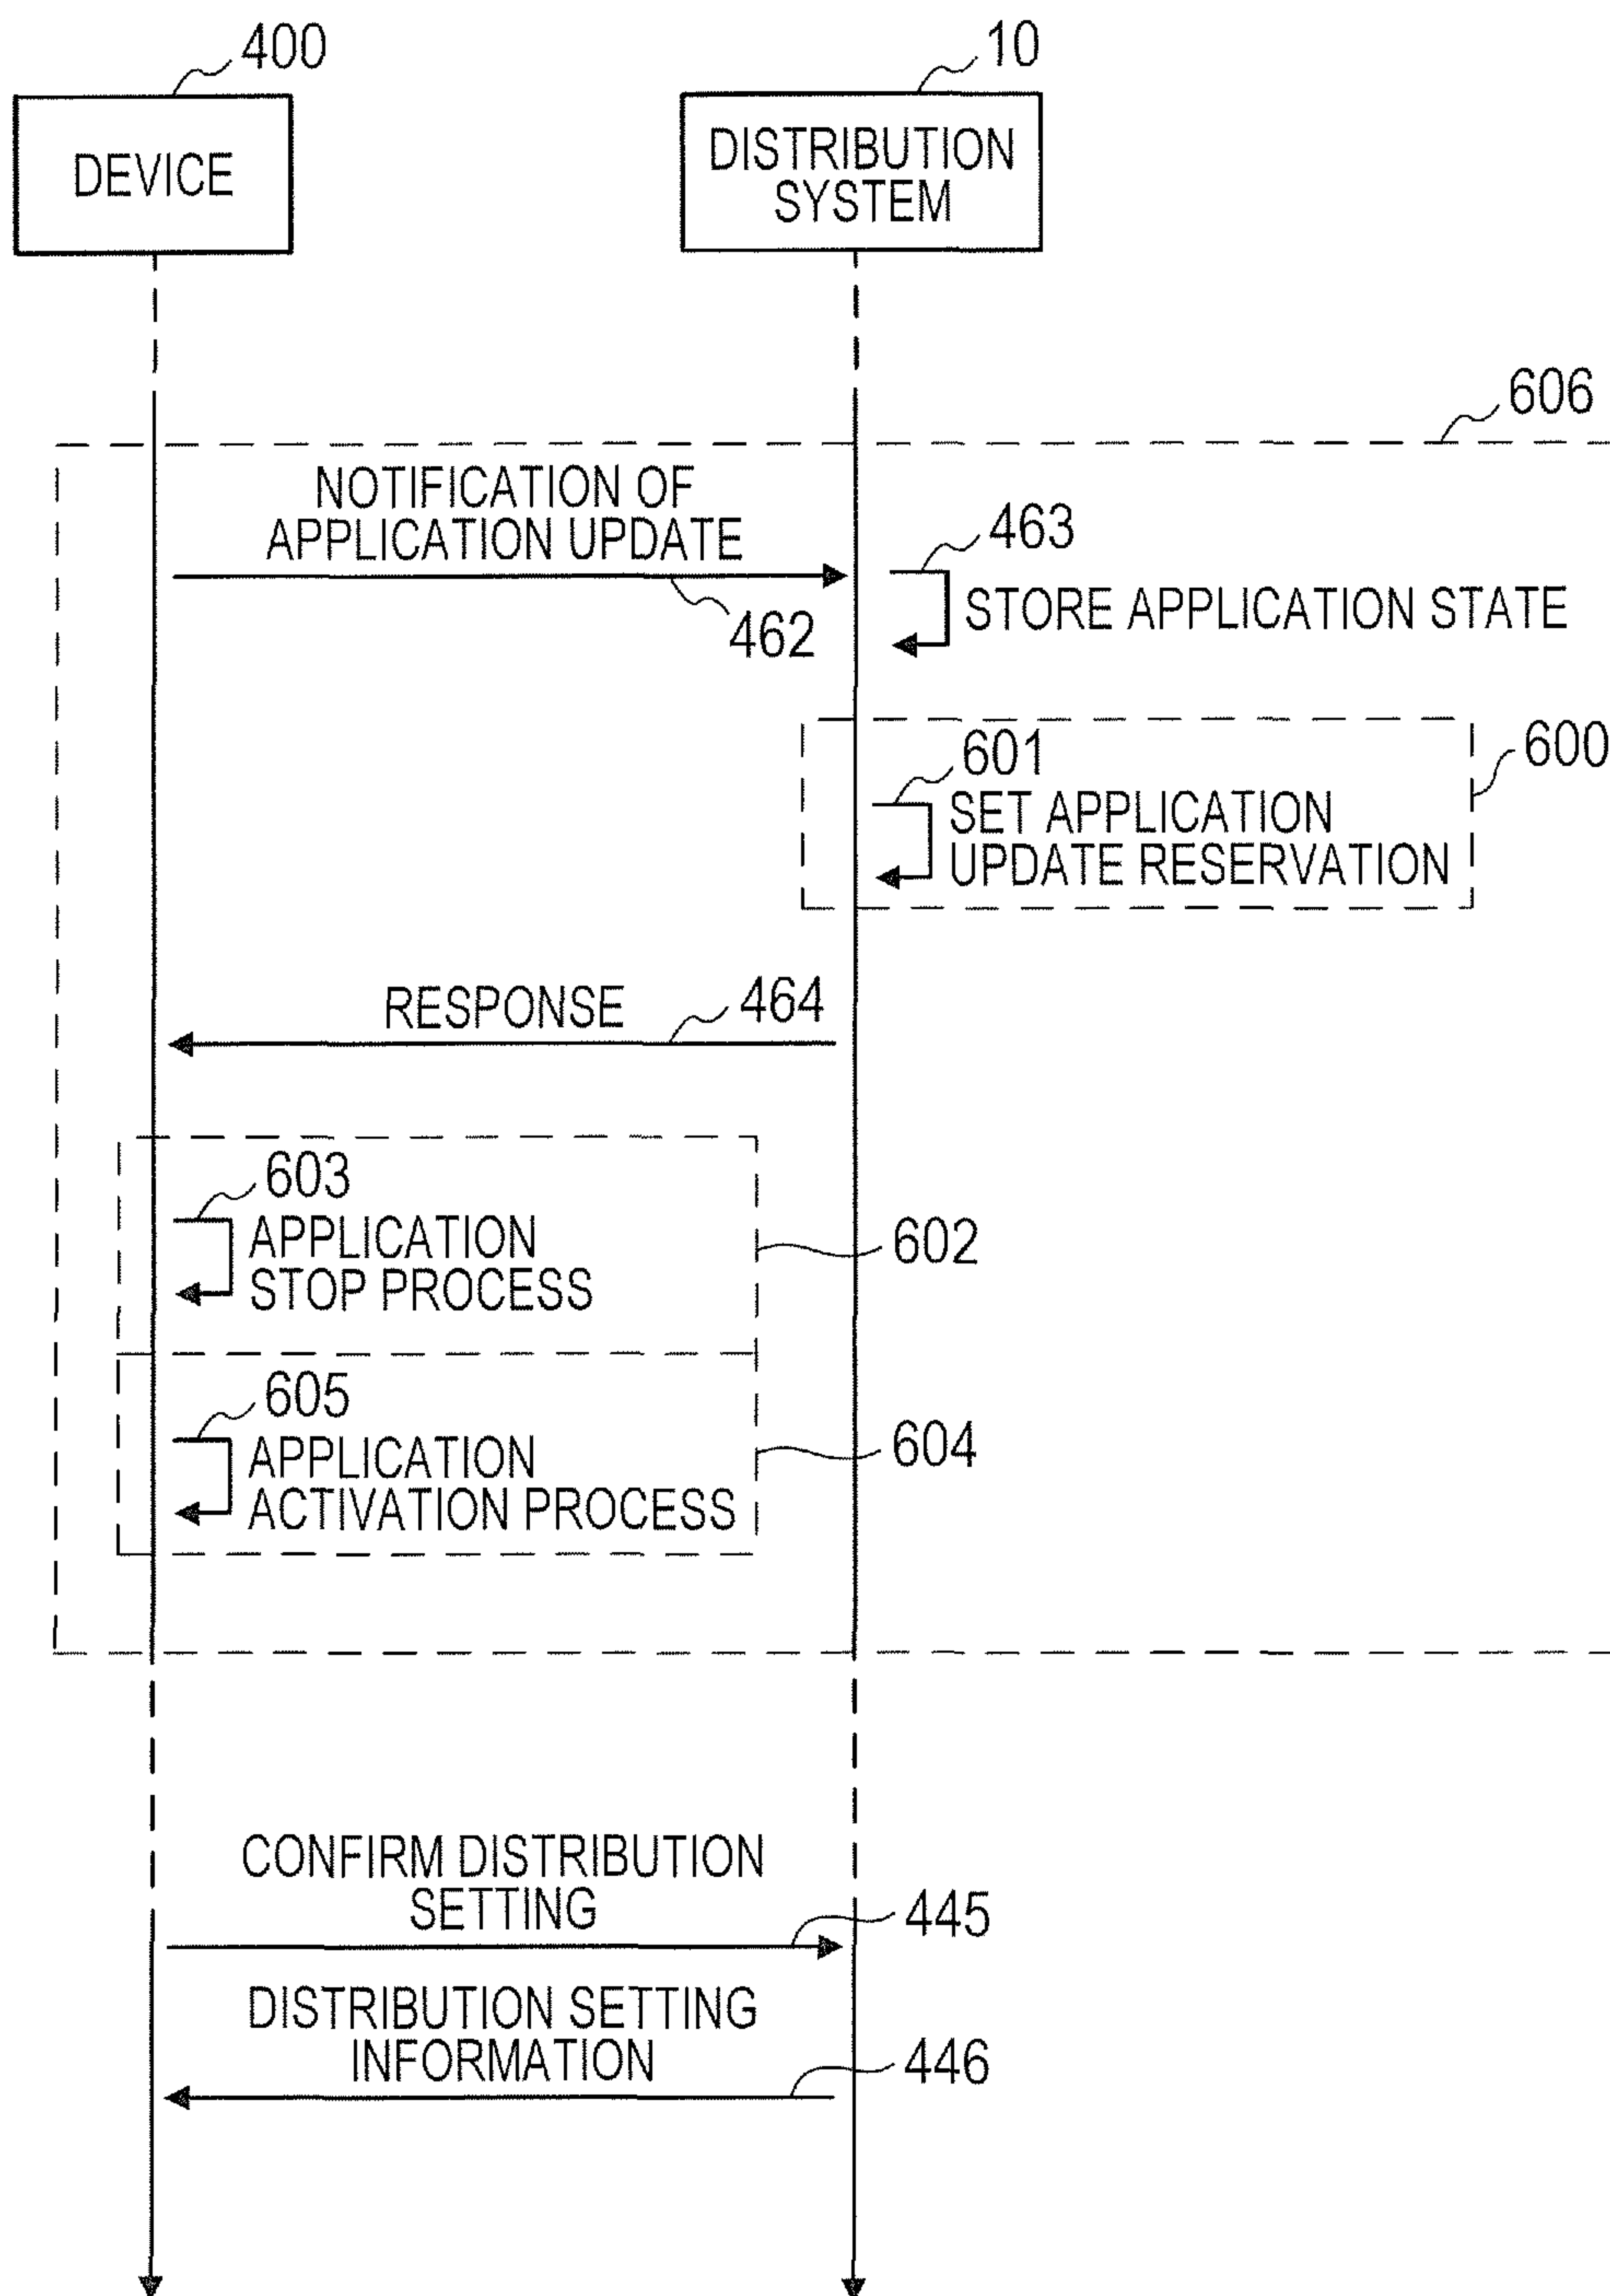 400
10
DEVICE
DISTRIBUTION
SYSTEM
606
NOTIFICATION OF
APPLICATION UPDATE
462
463
STORE APPLICATION STATE
600
601
SET APPLICATION
UPDATE RESERVATION
RESPONSE
464
603
APPLICATION
STOP PROCESS
602
605
APPLICATION
ACTIVATION PROCESS
604
CONFIRM DISTRIBUTION
SETTING
445
DISTRIBUTION SETTING
INFORMATION
446